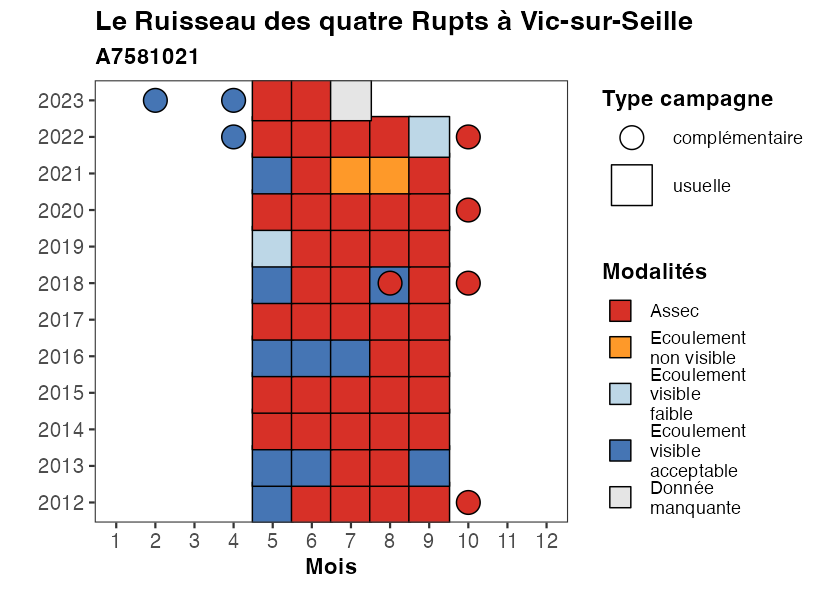 Le Ruisseau des quatre Rupts à Vic-sur-Seille
A7581021
2023
2022
2021
2020
2019
2018
2017
2016
2015
2014
2013
2012
1 2 3 4 5 6 7 8 9 10 11 12
Mois
Type campagne
complémentaire
usuelle
Modalités
Assec
Ecoulement
non visible
Ecoulement
visible
faible
Ecoulement
visible
acceptable
Donnée
manquante